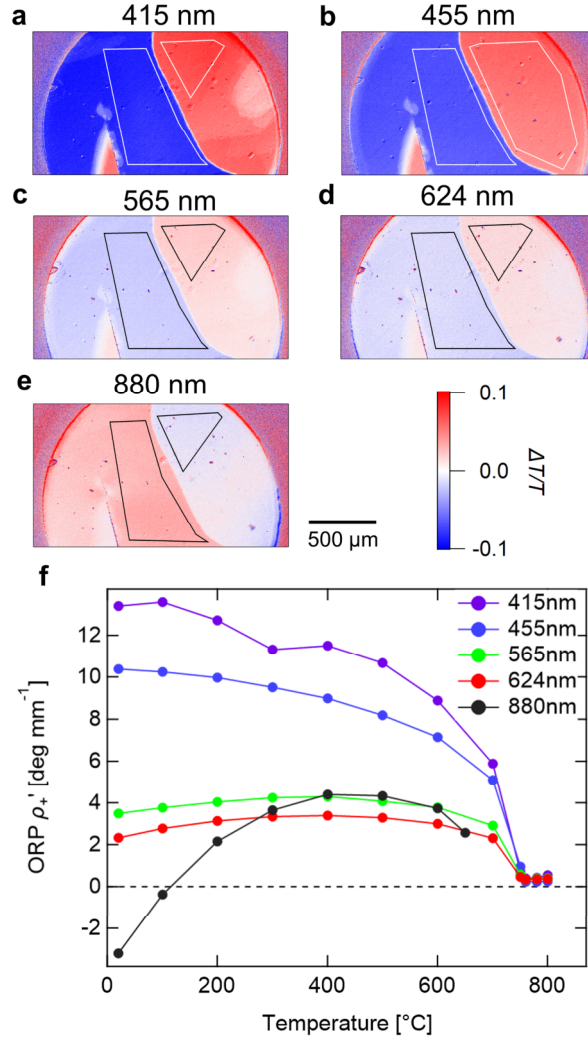 a 415 nm
b 455 nm
c 565 nm
d 624 nm
e 880 nm
0.1
0.0
-0.1
ΔT/T
500 µm
f
415nm
455nm
565nm
624nm
880nm
12
10
8
6
4
2
0
-2
ORP ρ₊' [deg mm⁻¹]
0 200 400 600 800
Temperature [°C]